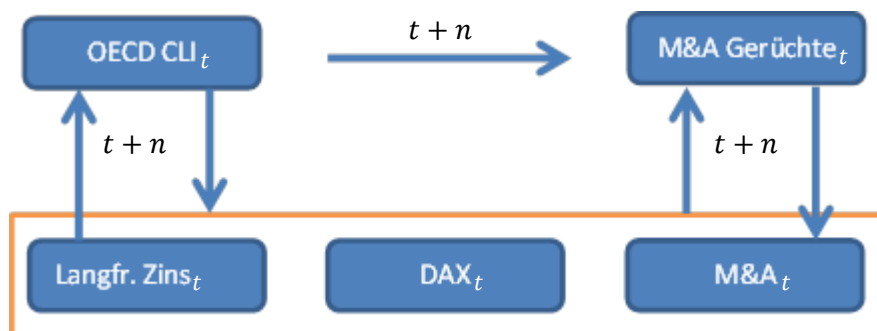 OECD CLI t
t + n
M&A Gerüchte t
t + n
t + n
Langfr. Zins t
DAX t
M&A t